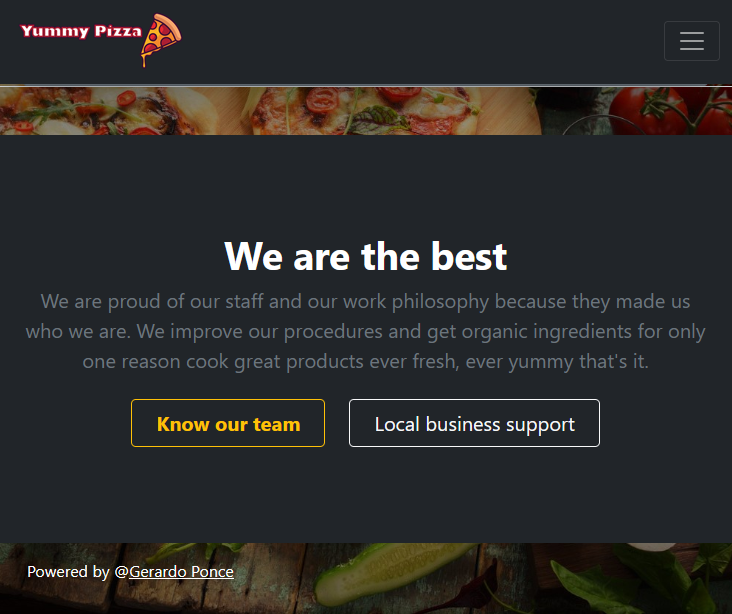 Yummy Pizza
We are the best
We are proud of our staff and our work philosophy because they made us
who we are. We improve our procedures and get organic ingredients for only
one reason cook great products ever fresh, ever yummy that's it.
Know our team
Local business support
Powered by @Gerardo Ponce